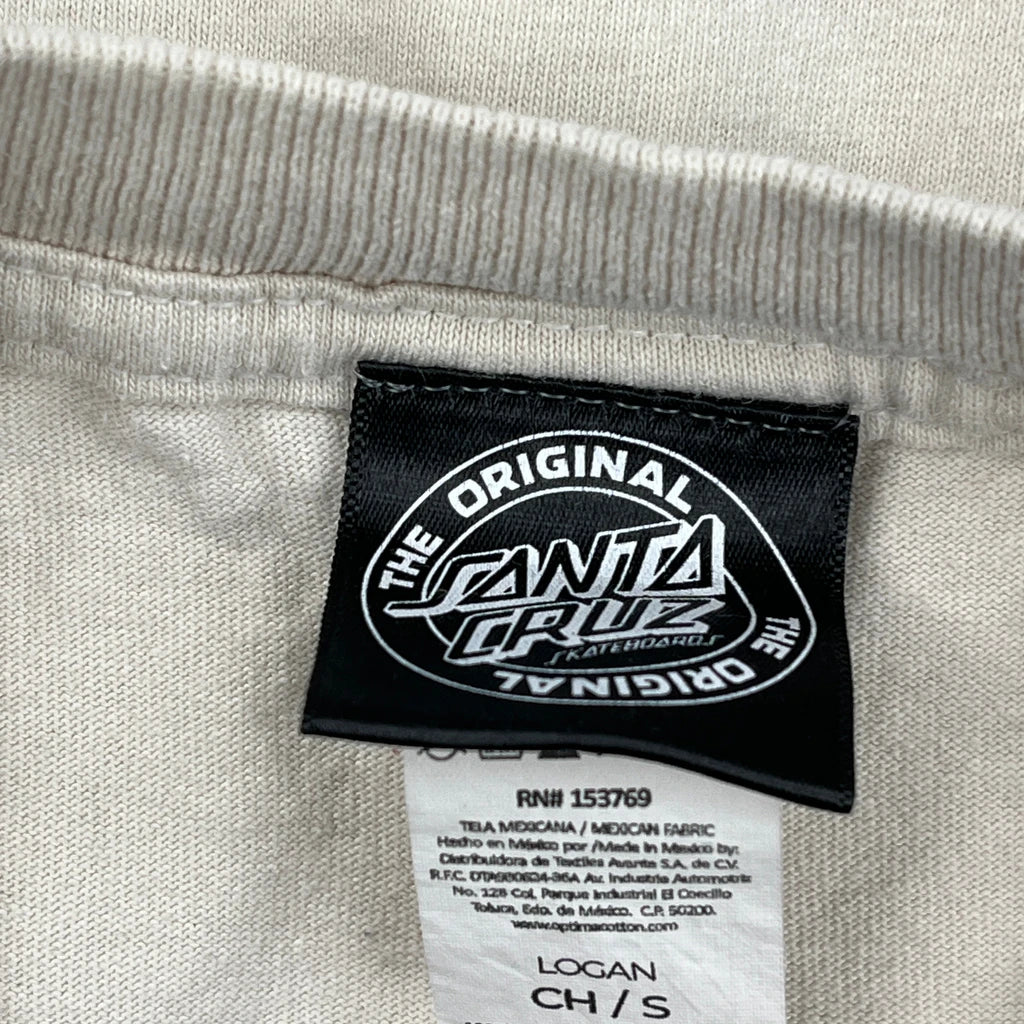 THE ORIGINAL
SANTA
CRUZ
SKATEBOARDS
THE ORIGINAL
RN# 153769
TELA MEXICANA / MEXICAN FABRIC
Hecho en México por /Made in Mexico by:
Distribuidora de Textiles Avante S.A. de C.V.
R.F.C. Av. Industria Automotriz
No. 128 Col. Parque Industrial El Coecillo
Toluca, Edo. de México. C.P. 50200.
www.optimacotton.com
LOGAN
CH / S